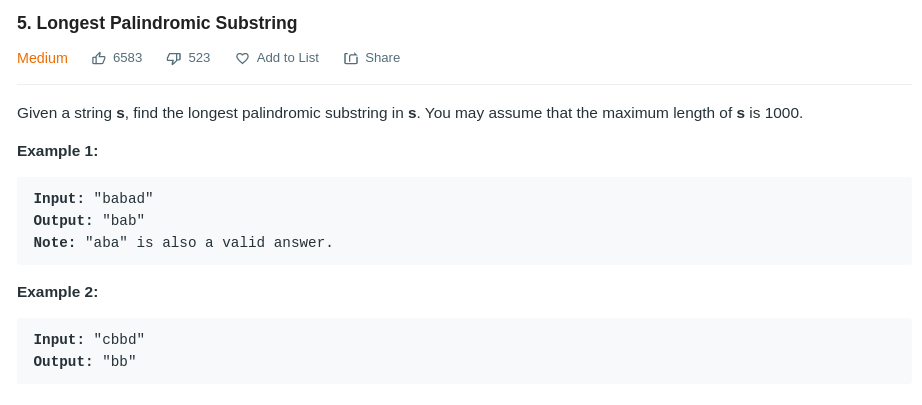 5. Longest Palindromic Substring
Medium 6583 523 Add to List Share
Given a string s, find the longest palindromic substring in s. You may assume that the maximum length of s is 1000.
Example 1:
Input: "babad"
Output: "bab"
Note: "aba" is also a valid answer.
Example 2:
Input: "cbbd"
Output: "bb"